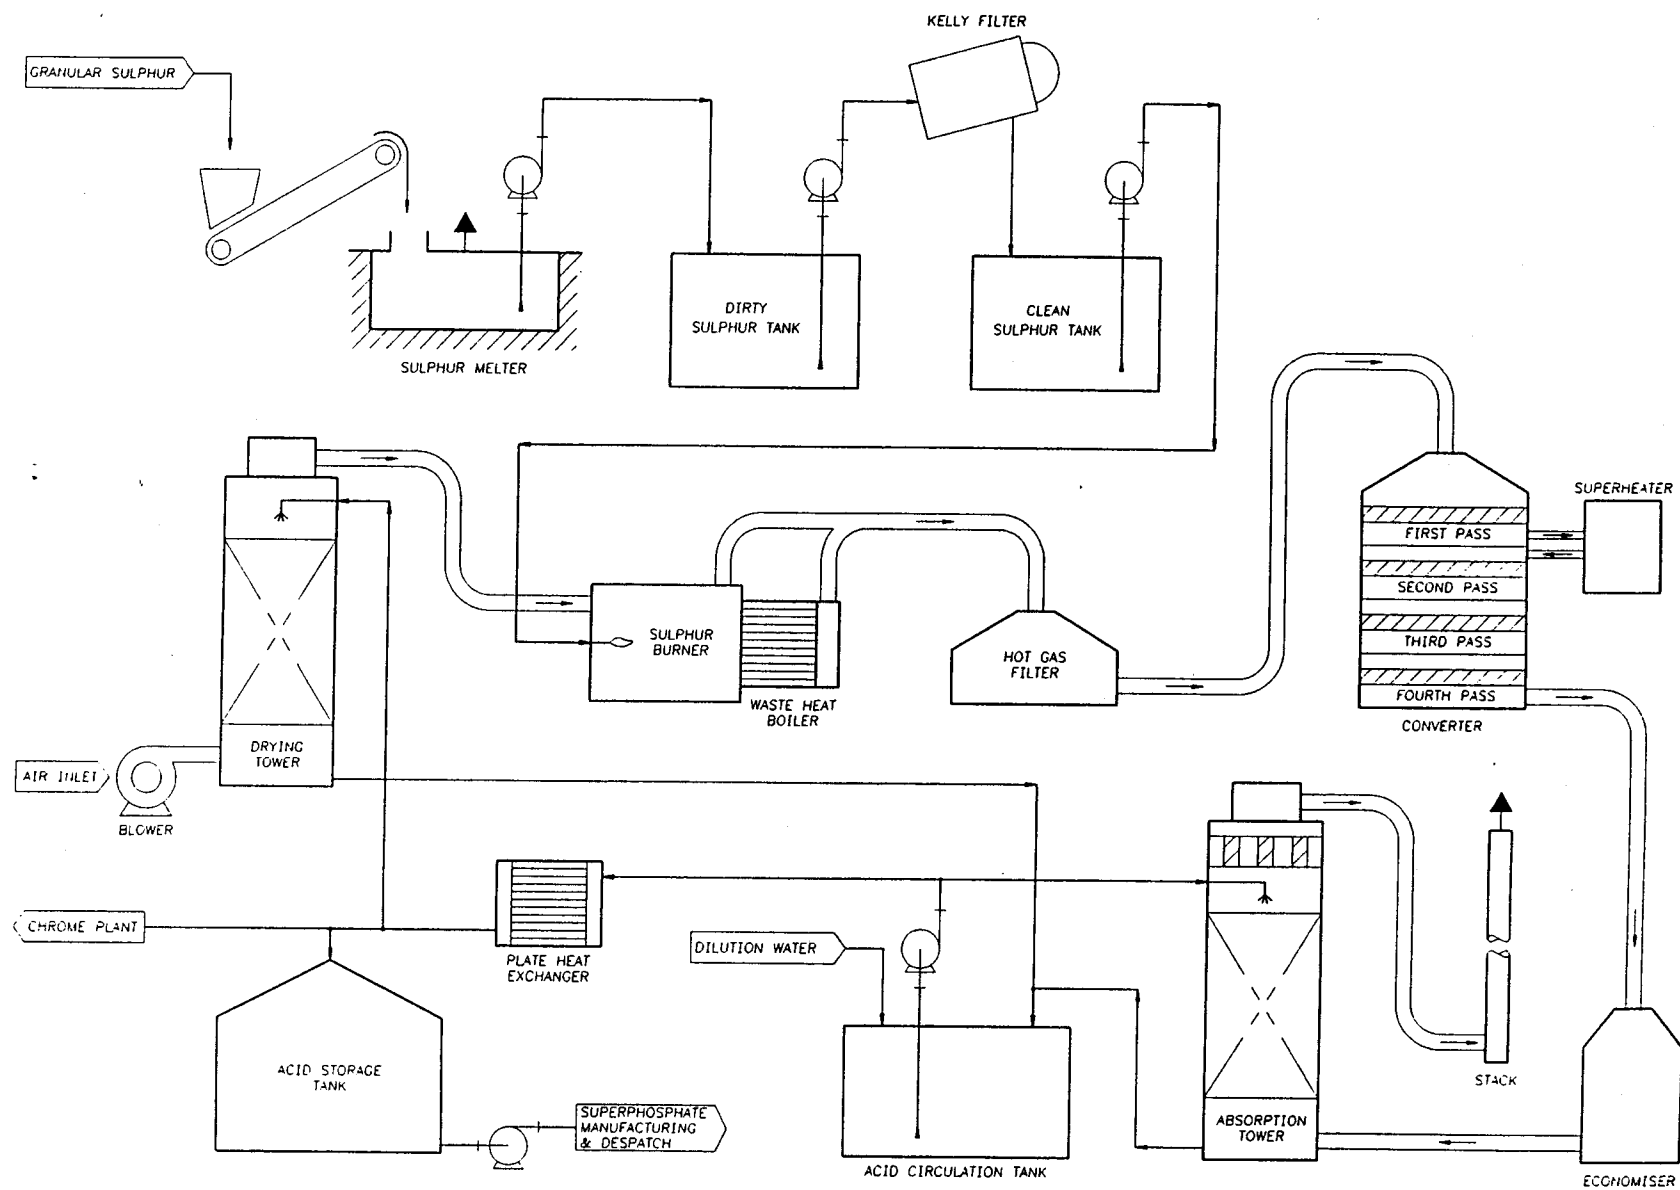 KELLY FILTER
GRANULAR SULPHUR
DIRTY
SULPHUR TANK
CLEAN
SULPHUR TANK
SULPHUR MELTER
SUPERHEATER
FIRST PASS
SECOND PASS
THIRD PASS
FOURTH PASS
CONVERTER
SULPHUR
BURNER
HOT GAS
FILTER
WASTE HEAT
BOILER
DRYING
TOWER
AIR INLET
BLOWER
CHROME PLANT
PLATE HEAT
EXCHANGER
DILUTION WATER
ACID STORAGE
TANK
STACK
SUPERPHOSPHATE
MANUFACTURING
& DESPATCH
ABSORPTION
TOWER
ACID CIRCULATION TANK
ECONOMISER